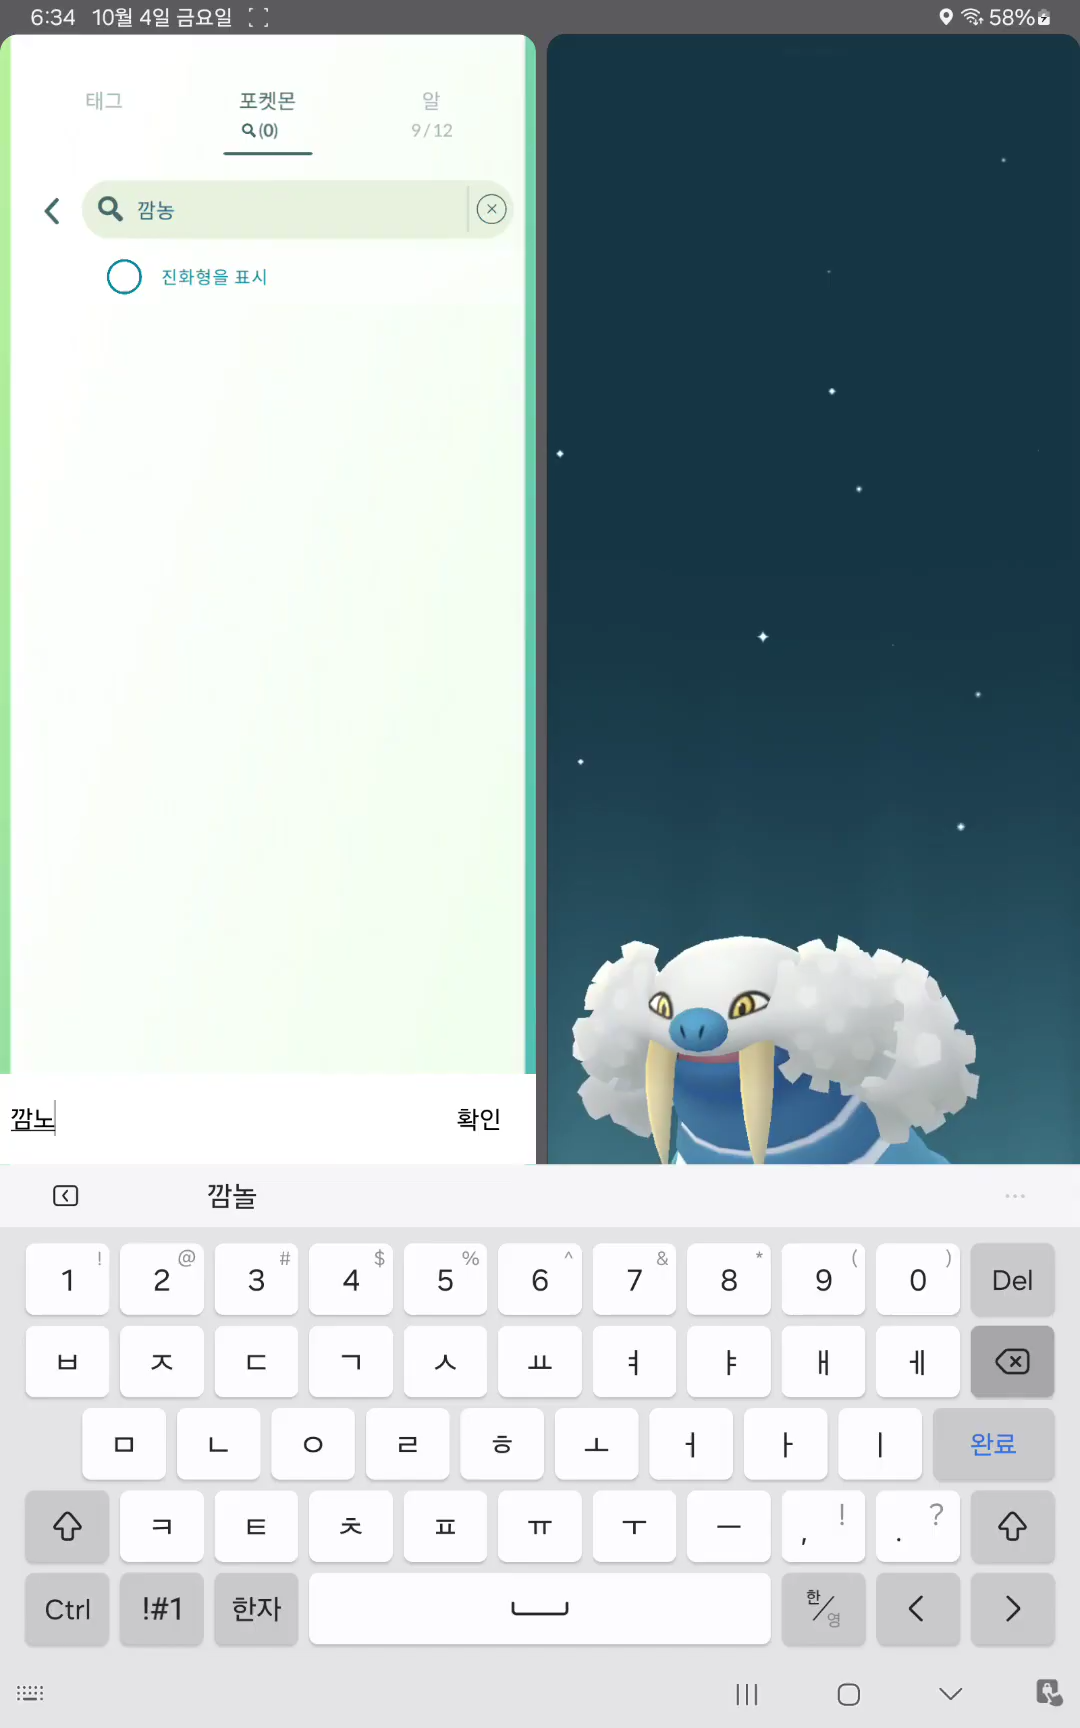 6:34 10월 4일 금요일 58%
태그 포켓몬 알
(0) 9/12
깜농
진화형을 표시
깜노 확인
깜놀 ...
! @ # $ % ^ & * ( )
1 2 3 4 5 6 7 8 9 0 Del
ㅂ ㅈ ㄷ ㄱ ㅅ ㅛ ㅕ ㅑ ㅐ ㅔ
ㅁ ㄴ ㅇ ㄹ ㅎ ㅗ ㅓ ㅏ ㅣ 완료
ㅋ ㅌ ㅊ ㅍ ㅠ ㅜ ㅡ , ! . ?
Ctrl !#1 한자 한/영 < >